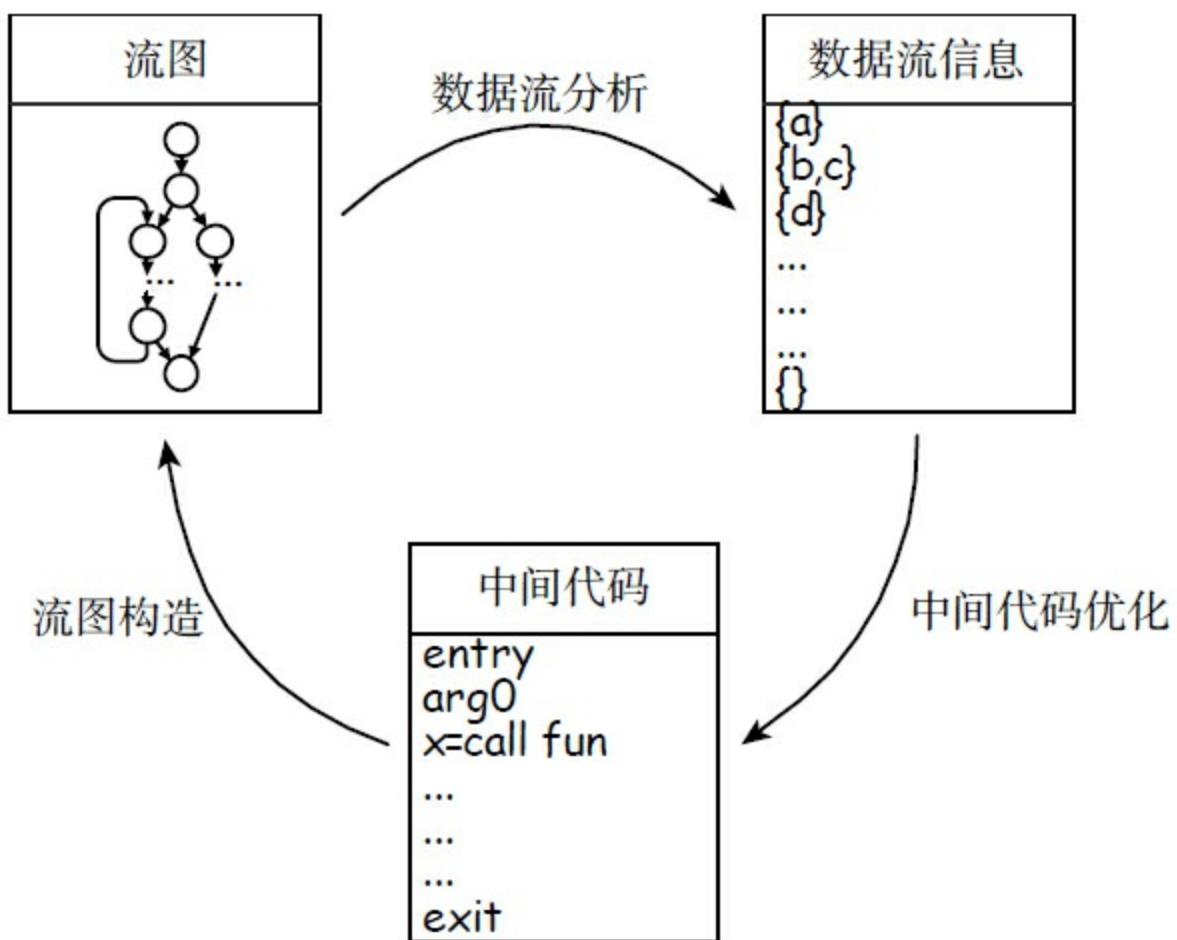 流图
...
...
数据流分析
数据流信息
{a}
{b,c}
{d}
...
...
...
{}
流图构造
中间代码
entry
arg0
x=call fun
...
...
...
exit
中间代码优化